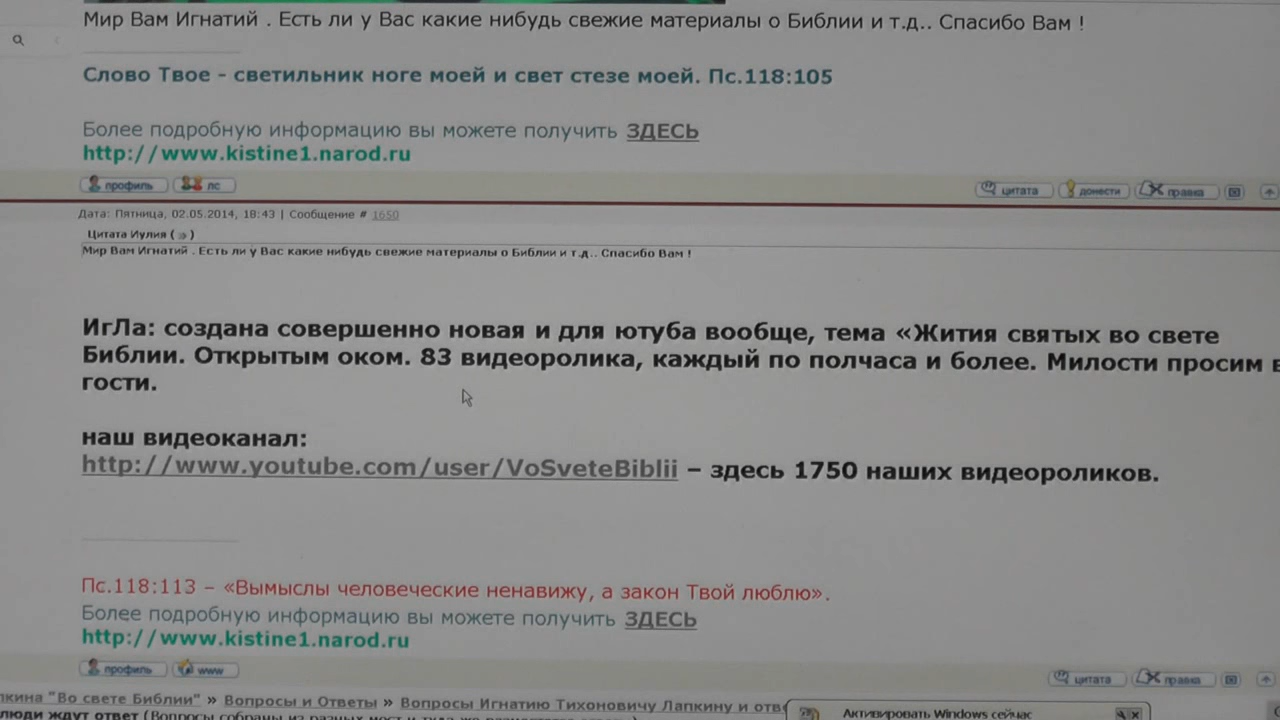 Мир Вам Игнатий . Есть ли у Вас какие нибудь свежие материалы о Библии и т.д.. Спасибо Вам !
Слово Твое - светильник ноге моей и свет стезе моей. Пс.118:105
Более подробную информацию вы можете получить ЗДЕСЬ
http://www.kistine1.narod.ru
профиль лс цитата донести правка
Дата: Пятница, 02.05.2014, 18:43 | Сообщение # 1650
Цитата Иулия ( )
Мир Вам Игнатий . Есть ли у Вас какие нибудь свежие материалы о Библии и т.д.. Спасибо Вам !
ИгЛа: создана совершенно новая и для ютуба вообще, тема «Жития святых во свете
Библии. Открытым оком. 83 видеоролика, каждый по полчаса и более. Милости просим в
гости.
наш видеоканал:
http://www.youtube.com/user/VoSveteBiblii – здесь 1750 наших видеороликов.
Пс.118:113 – «Вымыслы человеческие ненавижу, а закон Твой люблю».
Более подробную информацию вы можете получить ЗДЕСЬ
http://www.kistine1.narod.ru
профиль www цитата правка
пкина "Во свете Библии" » Вопросы и Ответы » Вопросы Игнатию Тихоновичу Лапкину и отв
люди ждут ответ (Вопросы собраны из разных мест и
Активировать Windows сейчас